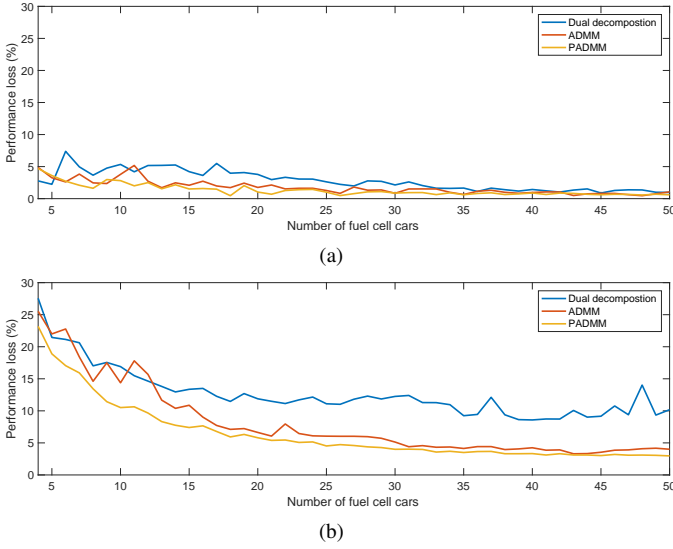 30
25
20
15
10
5
0
Performance loss (%)
Dual decompostion
ADMM
PADMM
5 10 15 20 25 30 35 40 45 50
Number of fuel cell cars
(a)
30
25
20
15
10
5
0
Performance loss (%)
Dual decompostion
ADMM
PADMM
5 10 15 20 25 30 35 40 45 50
Number of fuel cell cars
(b)